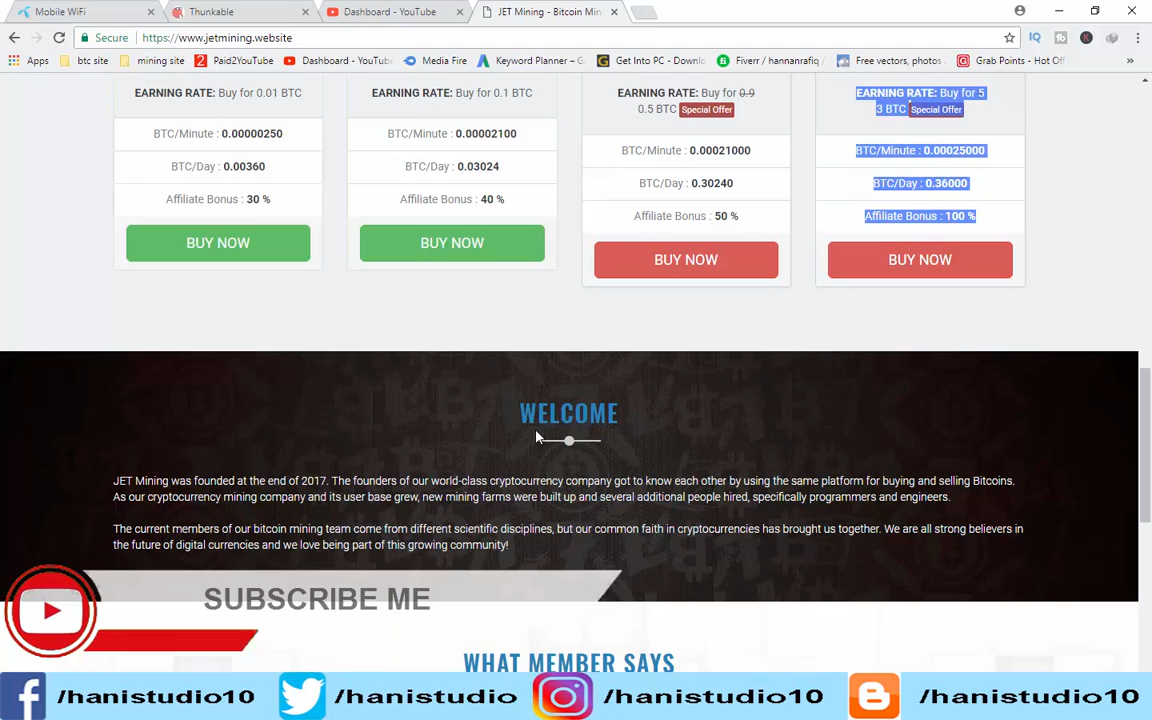 Mobile WiFi
Thunkable
Dashboard - YouTube
JET Mining - Bitcoin Min
Secure
https://www.jetmining.website
Apps
btc site
mining site
Paid2YouTube
Dashboard - YouTube
Media Fire
Keyword Planner – G
Get Into PC - Downlo
Fiverr / hannanrafiq /
Free vectors, photos
Grab Points - Hot Off
EARNING RATE: Buy for 0.01 BTC
BTC/Minute : 0.00000250
BTC/Day : 0.00360
Affiliate Bonus : 30 %
BUY NOW
EARNING RATE: Buy for 0.1 BTC
BTC/Minute : 0.00002100
BTC/Day : 0.03024
Affiliate Bonus : 40 %
BUY NOW
EARNING RATE: Buy for 0.9
0.5 BTC Special Offer
BTC/Minute : 0.00021000
BTC/Day : 0.30240
Affiliate Bonus : 50 %
BUY NOW
EARNING RATE: Buy for 5
3 BTC Special Offer
BTC/Minute : 0.00025000
BTC/Day : 0.36000
Affiliate Bonus : 100 %
BUY NOW
WELCOME
JET Mining was founded at the end of 2017. The founders of our world-class cryptocurrency company got to know each other by using the same platform for buying and selling Bitcoins.
As our cryptocurrency mining company and its user base grew, new mining farms were built up and several additional people hired, specifically programmers and engineers.
The current members of our bitcoin mining team come from different scientific disciplines, but our common faith in cryptocurrencies has brought us together. We are all strong believers in
the future of digital currencies and we love being part of this growing community!
SUBSCRIBE ME
WHAT MEMBER SAYS
/hanistudio10
/hanistudio
/hanistudio10
/hanistudio10